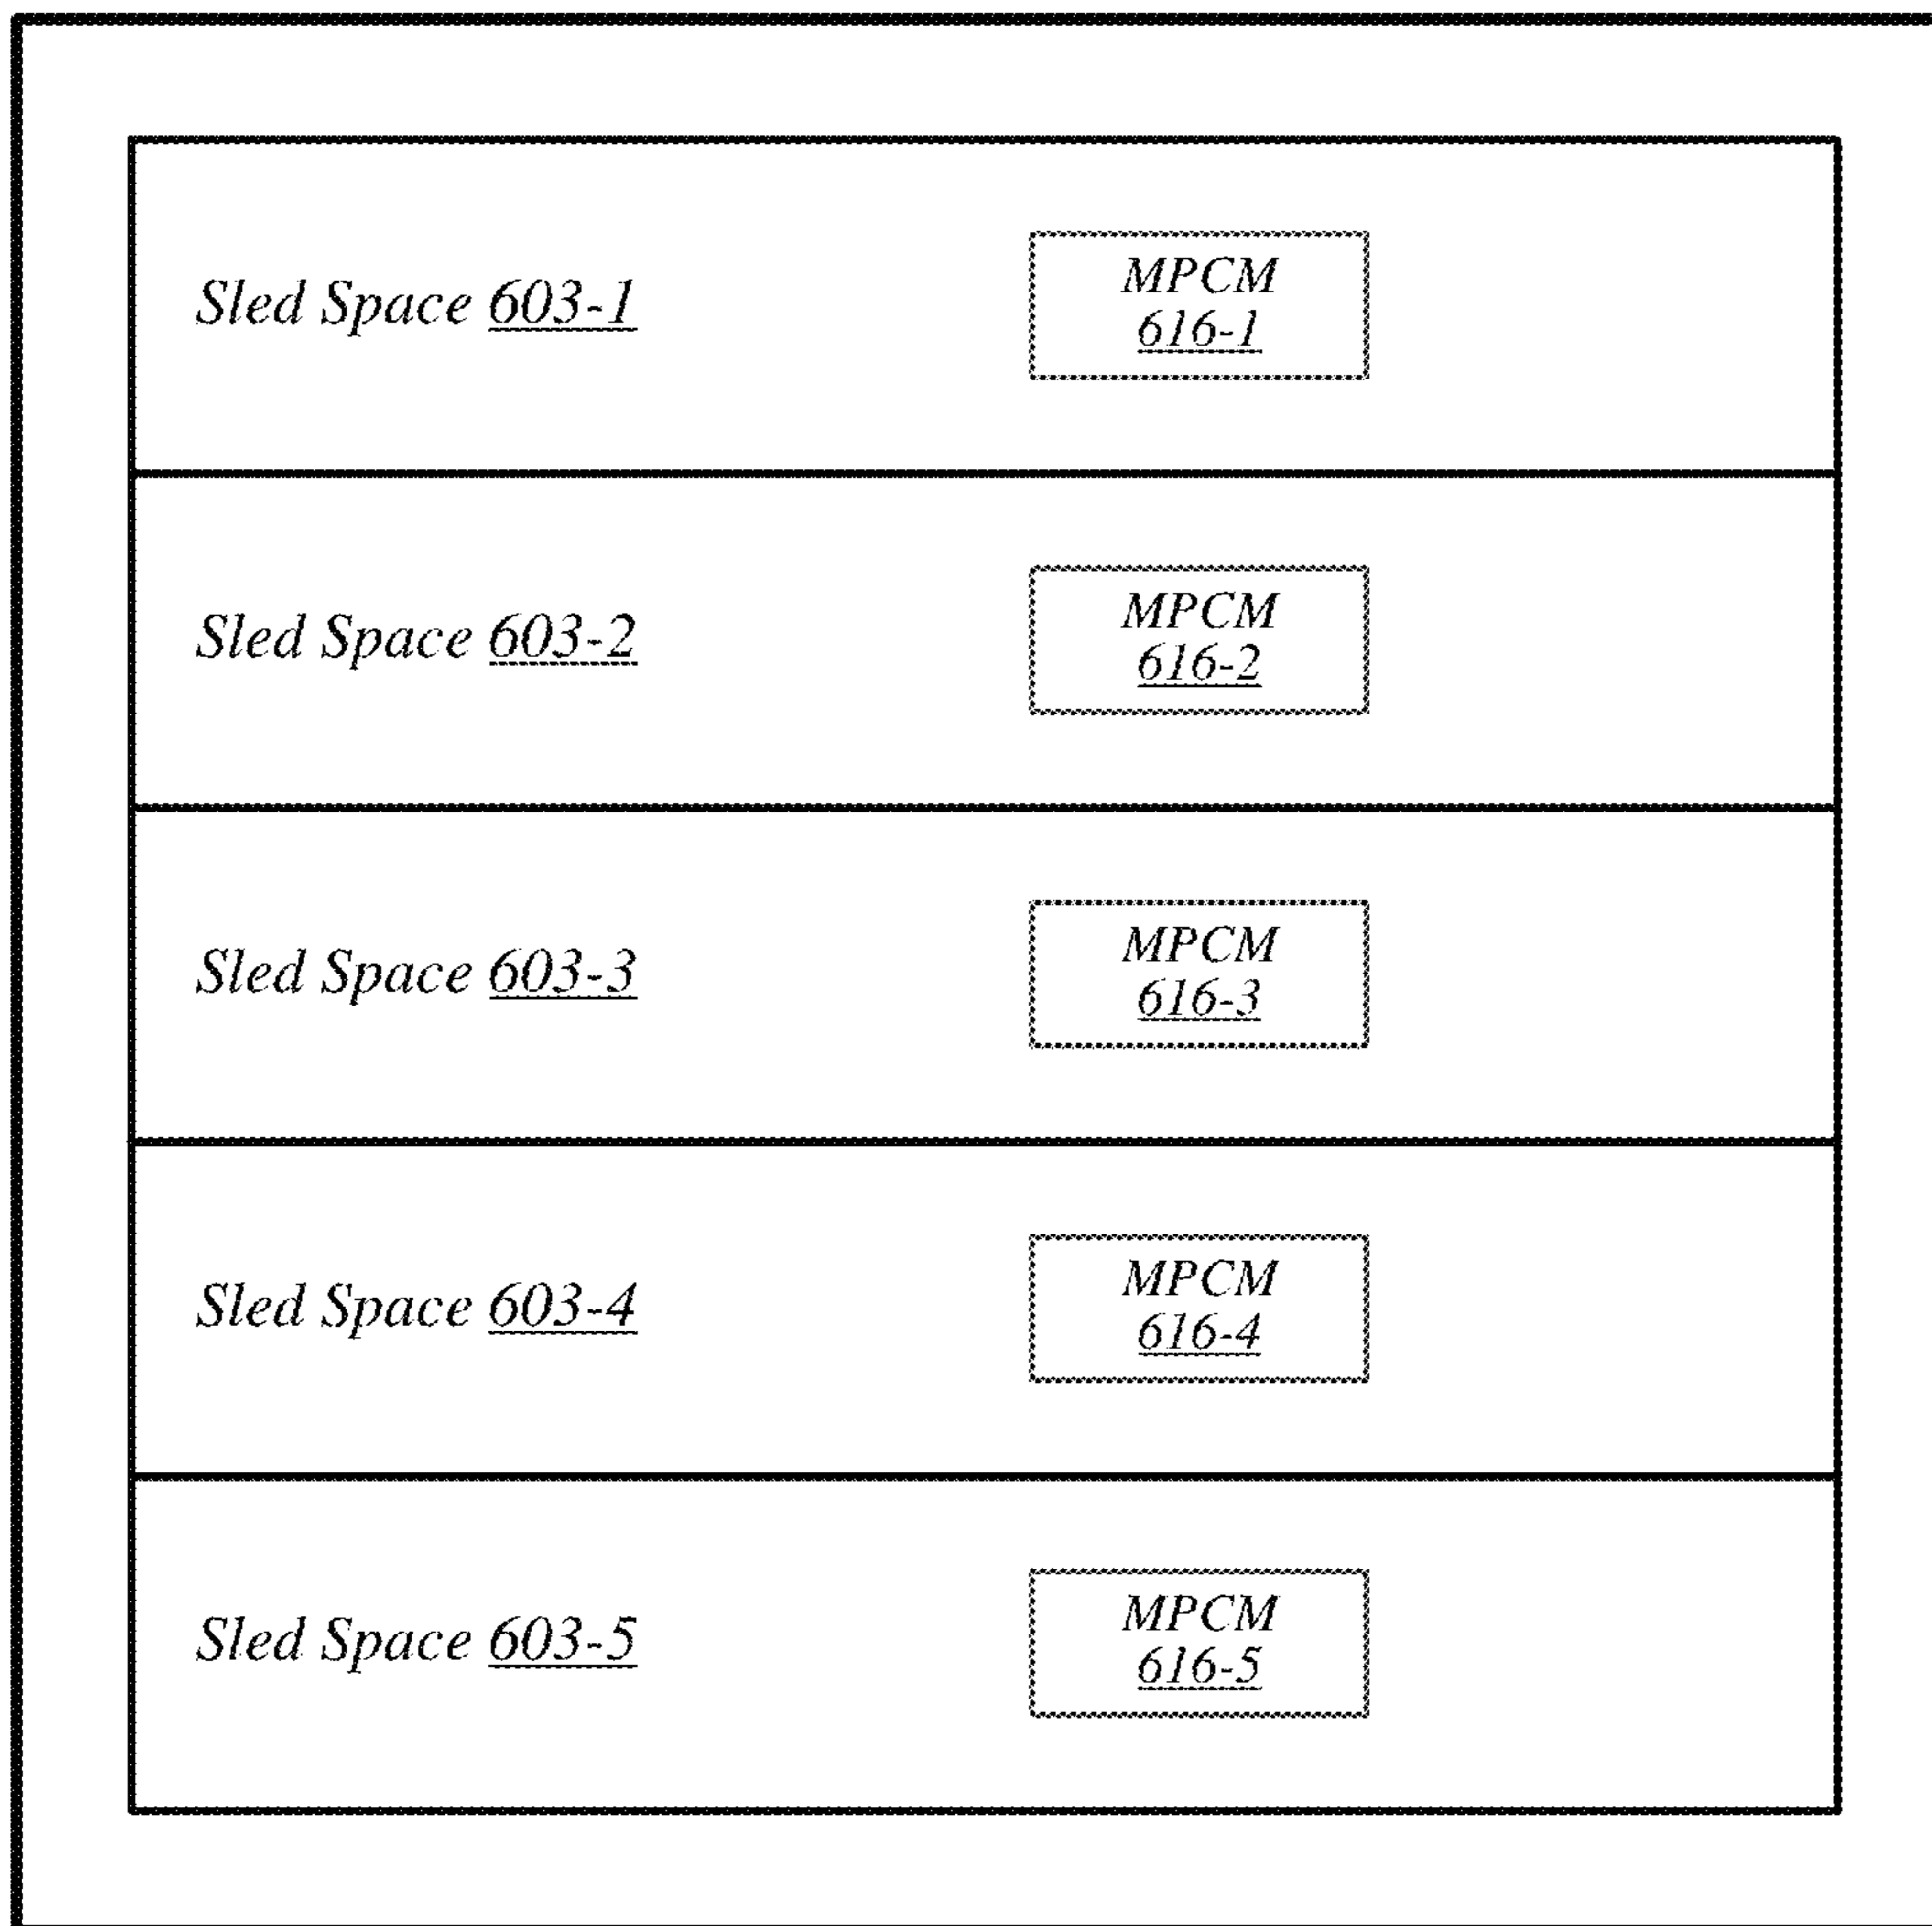 Sled Space 603-1
MPCM
616-1
Sled Space 603-2
MPCM
616-2
Sled Space 603-3
MPCM
616-3
Sled Space 603-4
MPCM
616-4
Sled Space 603-5
MPCM
616-5